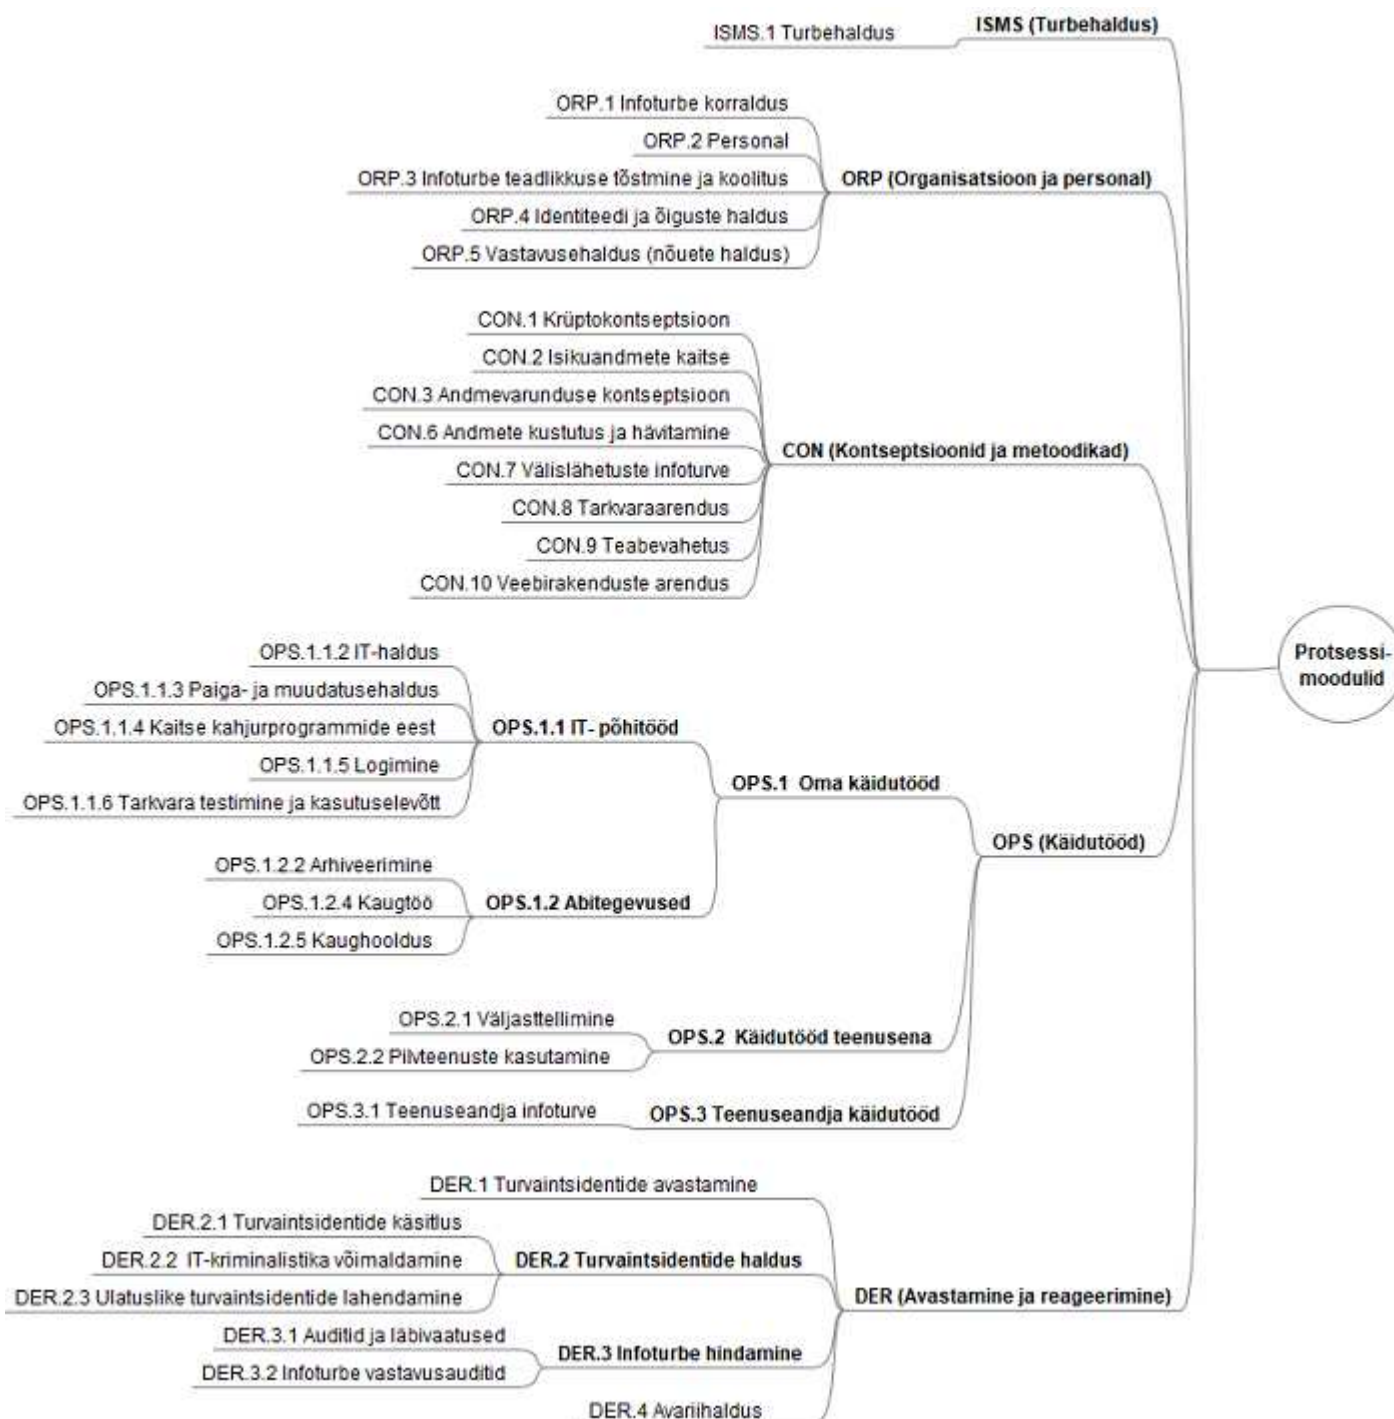 ISMS (Turbehaldus)
ISMS.1 Turbehaldus
ORP.1 Infoturbe korraldus
ORP.2 Personal
ORP.3 Infoturbe teadlikkuse tõstmine ja koolitus
ORP (Organisatsioon ja personal)
ORP.4 Identiteedi ja õiguste haldus
ORP.5 Vastavusehaldus (nõuete haldus)
CON.1 Krüptokontseptsioon
CON.2 Isikuandmete kaitse
CON.3 Andmevarunduse kontseptsioon
CON.6 Andmete kustutus ja hävitamine
CON (Kontseptsioonid ja metoodikad)
CON.7 Välislähetuste infoturve
CON.8 Tarkvaraarendus
CON.9 Teabevahetus
CON.10 Veebirakenduste arendus
Protsessi-
moodulid
OPS.1.1.2 IT-haldus
OPS.1.1.3 Paiga- ja muudatusehaldus
OPS.1.1.4 Kaitse kahjurprogrammide eest
OPS.1.1 IT- põhitööd
OPS.1.1.5 Logimine
OPS.1.1.6 Tarkvara testimine ja kasutuselevõtt
OPS.1 Oma käidutööd
OPS (Käidutööd)
OPS.1.2.2 Arhiveerimine
OPS.1.2.4 Kaugtöö
OPS.1.2 Abitegevused
OPS.1.2.5 Kaughooldus
OPS.2.1 Väljasttellimine
OPS.2 Käidutööd teenusena
OPS.2.2 Pilvteenuste kasutamine
OPS.3.1 Teenuseandja infoturve
OPS.3 Teenuseandja käidutööd
DER.1 Turvaintsidentide avastamine
DER.2.1 Turvaintsidentide käsitlus
DER.2.2 IT-kriminalistika võimaldamine
DER.2 Turvaintsidentide haldus
DER.2.3 Ulatuslike turvaintsidentide lahendamine
DER (Avastamine ja reageerimine)
DER.3.1 Auditid ja läbivaatused
DER.3 Infoturbe hindamine
DER.3.2 Infoturbe vastavusauditid
DER.4 Avariihaldus